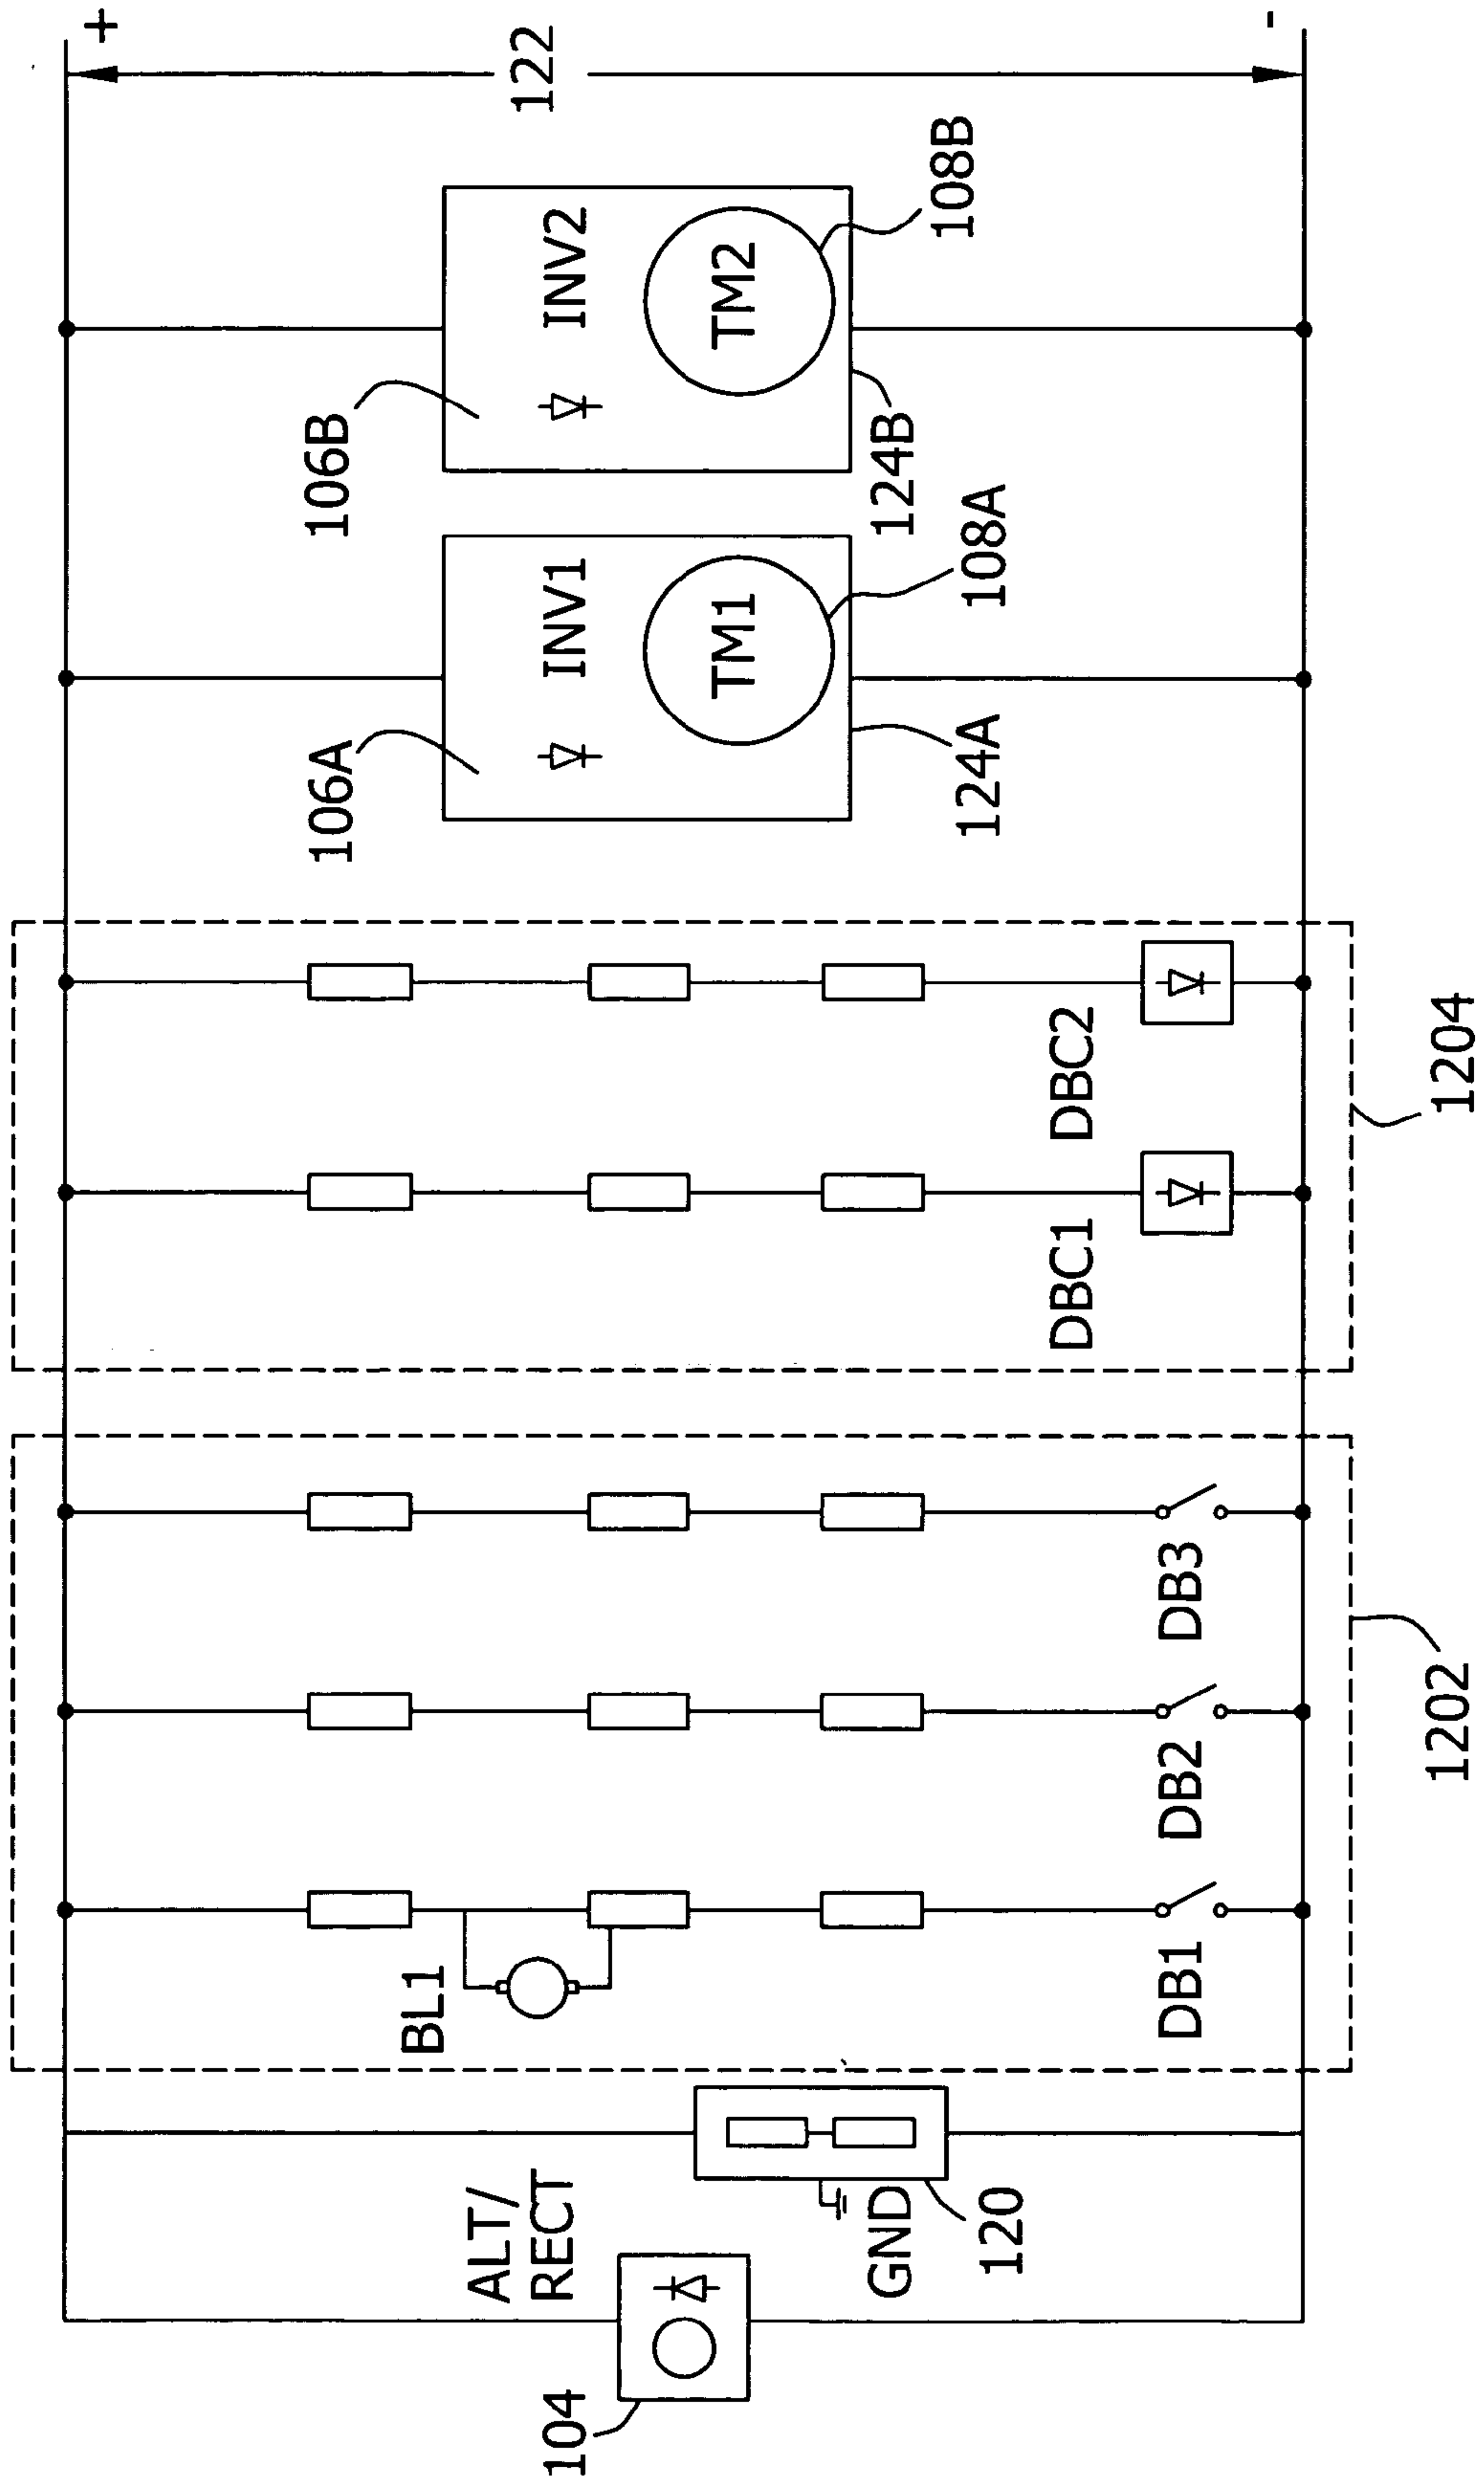 104
ALT/
RECT
GND
120
BL1
DB1
DB2
DB3
1202
DBC1
DBC2
1204
106A
INV1
TM1
108A
124A
106B
INV2
TM2
108B
124B
122
+
-